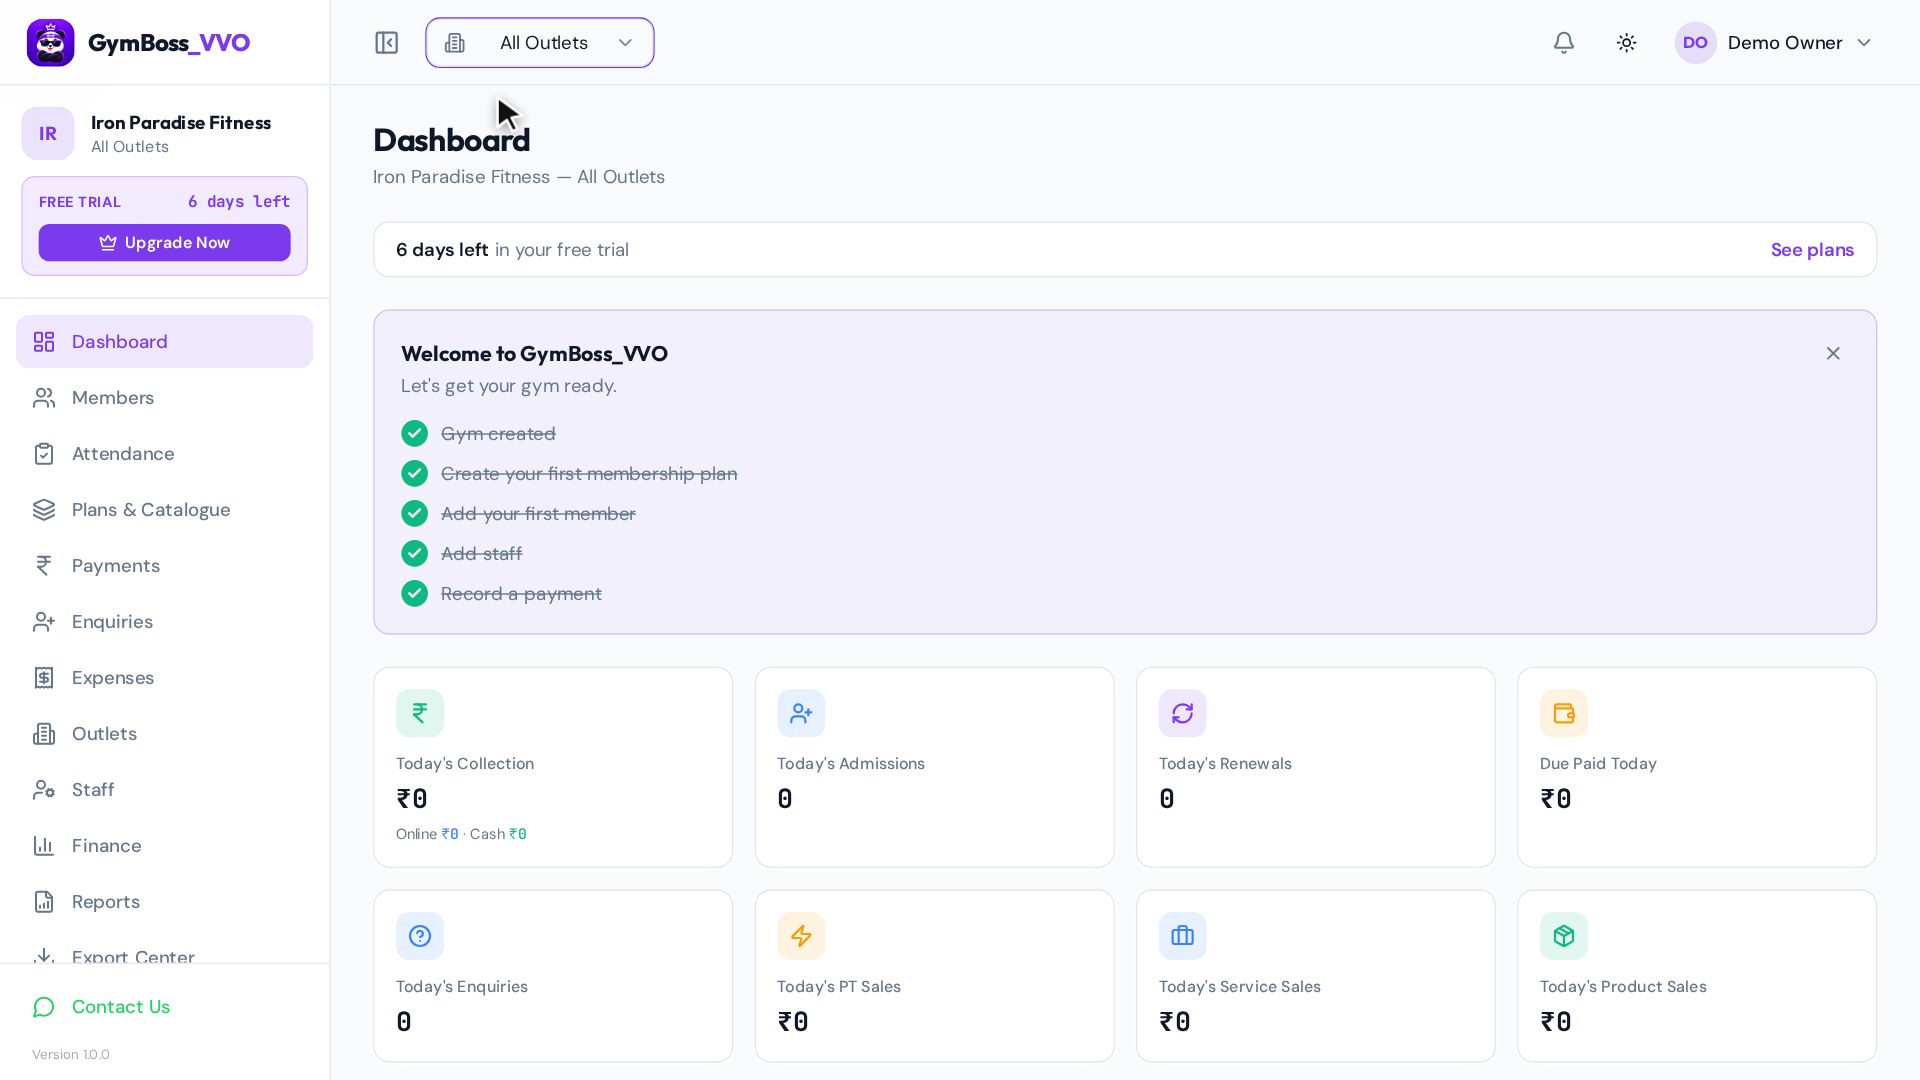 GymBoss_VVO
All Outlets
DO
Demo Owner
IR
Iron Paradise Fitness
All Outlets
FREE TRIAL
6 days left
Upgrade Now
Dashboard
Members
Attendance
Plans & Catalogue
Payments
Enquiries
Expenses
Outlets
Staff
Finance
Reports
Export Center
Contact Us
Version 1.0.0
Dashboard
Iron Paradise Fitness — All Outlets
6 days left in your free trial
See plans
Welcome to GymBoss_VVO
Let's get your gym ready.
Gym created
Create your first membership plan
Add your first member
Add staff
Record a payment
Today's Collection
₹0
Online ₹0 · Cash ₹0
Today's Admissions
0
Today's Renewals
0
Due Paid Today
₹0
Today's Enquiries
0
Today's PT Sales
₹0
Today's Service Sales
₹0
Today's Product Sales
₹0